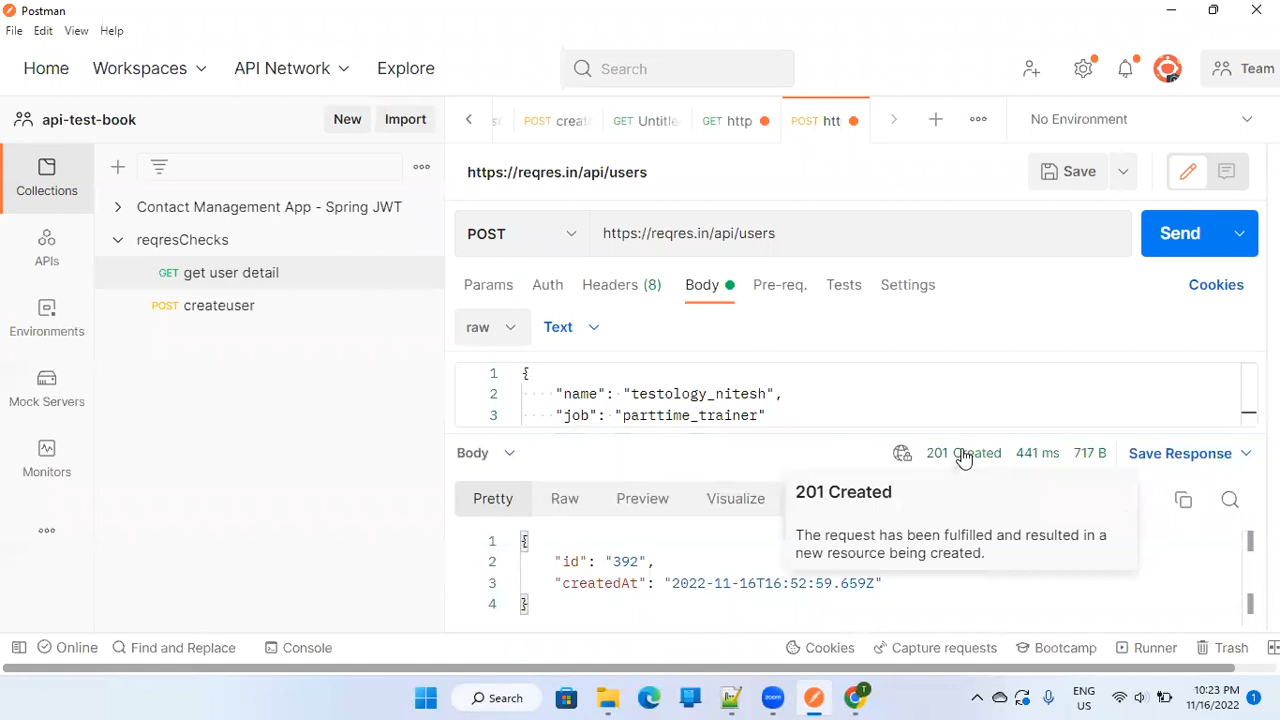 Postman
File Edit View Help
Home Workspaces API Network Explore Search Team
api-test-book New Import
POST creat GET Untitle GET http POST htt No Environment
https://reqres.in/api/users Save
Collections
APIs
Environments
Mock Servers
Monitors
Contact Management App - Spring JWT
reqresChecks
GET get user detail
POST createuser
POST https://reqres.in/api/users Send
Params Auth Headers (8) Body Pre-req. Tests Settings Cookies
raw Text
1 {
2 "name": "testology_nitesh",
3 "job": "parttime_trainer"
Body 201 Created 441 ms 717 B Save Response
Pretty Raw Preview Visualize
201 Created
The request has been fulfilled and resulted in a
new resource being created.
1 {
2 "id": "392",
3 "createdAt": "2022-11-16T16:52:59.659Z"
4 }
Online Find and Replace Console Cookies Capture requests Bootcamp Runner Trash
Search zoom T ENG US 10:23 PM 11/16/2022 1